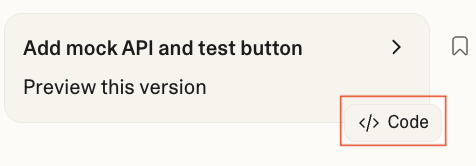 Add mock API and test button
Preview this version
</> Code